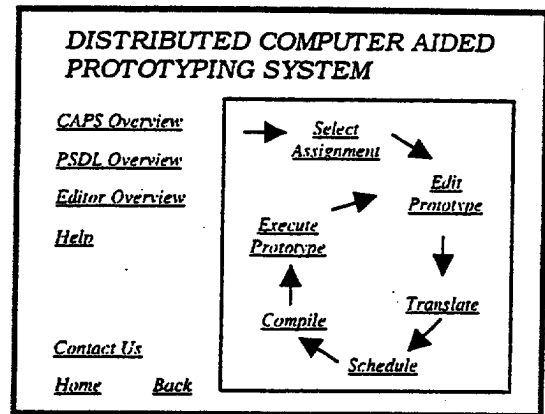 DISTRIBUTED COMPUTER AIDED
PROTOTYPING SYSTEM
CAPS Overview
PSDL Overview
Editor Overview
Help
Contact Us
Home Back
Select
Assignment
Edit
Prototype
Translate
Schedule
Compile
Execute
Prototype